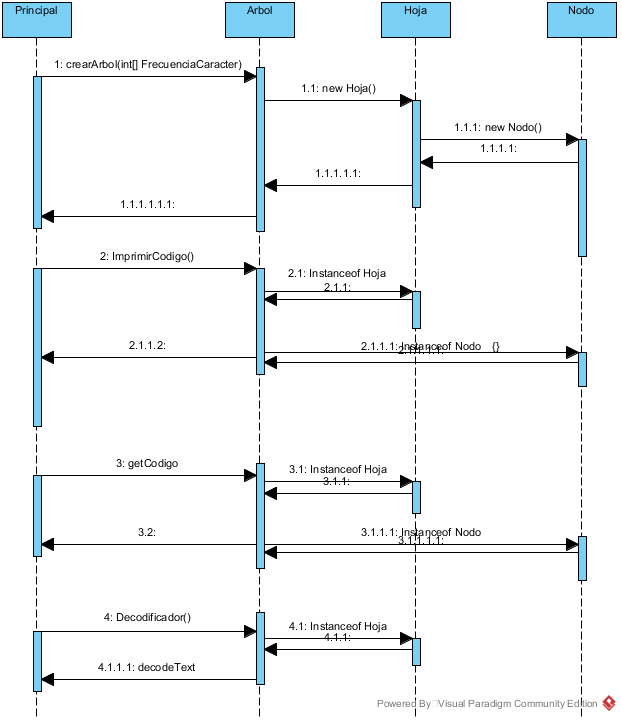 Principal
Arbol
Hoja
Nodo
1: crearArbol(int[] FrecuenciaCaracter)
1.1: new Hoja()
1.1.1: new Nodo()
1.1.1.1:
1.1.1.1.1:
1.1.1.1.1.1:
2: ImprimirCodigo()
2.1: Instanceof Hoja
2.1.1:
2.1.1.1: Instanceof Nodo {}
2.1.1.2:
2.1.1.1.1:
3: getCodigo
3.1: Instanceof Hoja
3.1.1:
3.2:
3.1.1.1: Instanceof Nodo
3.1.1.1.1:
4: Decodificador()
4.1: Instanceof Hoja
4.1.1:
4.1.1.1: decodeText
Powered By Visual Paradigm Community Edition